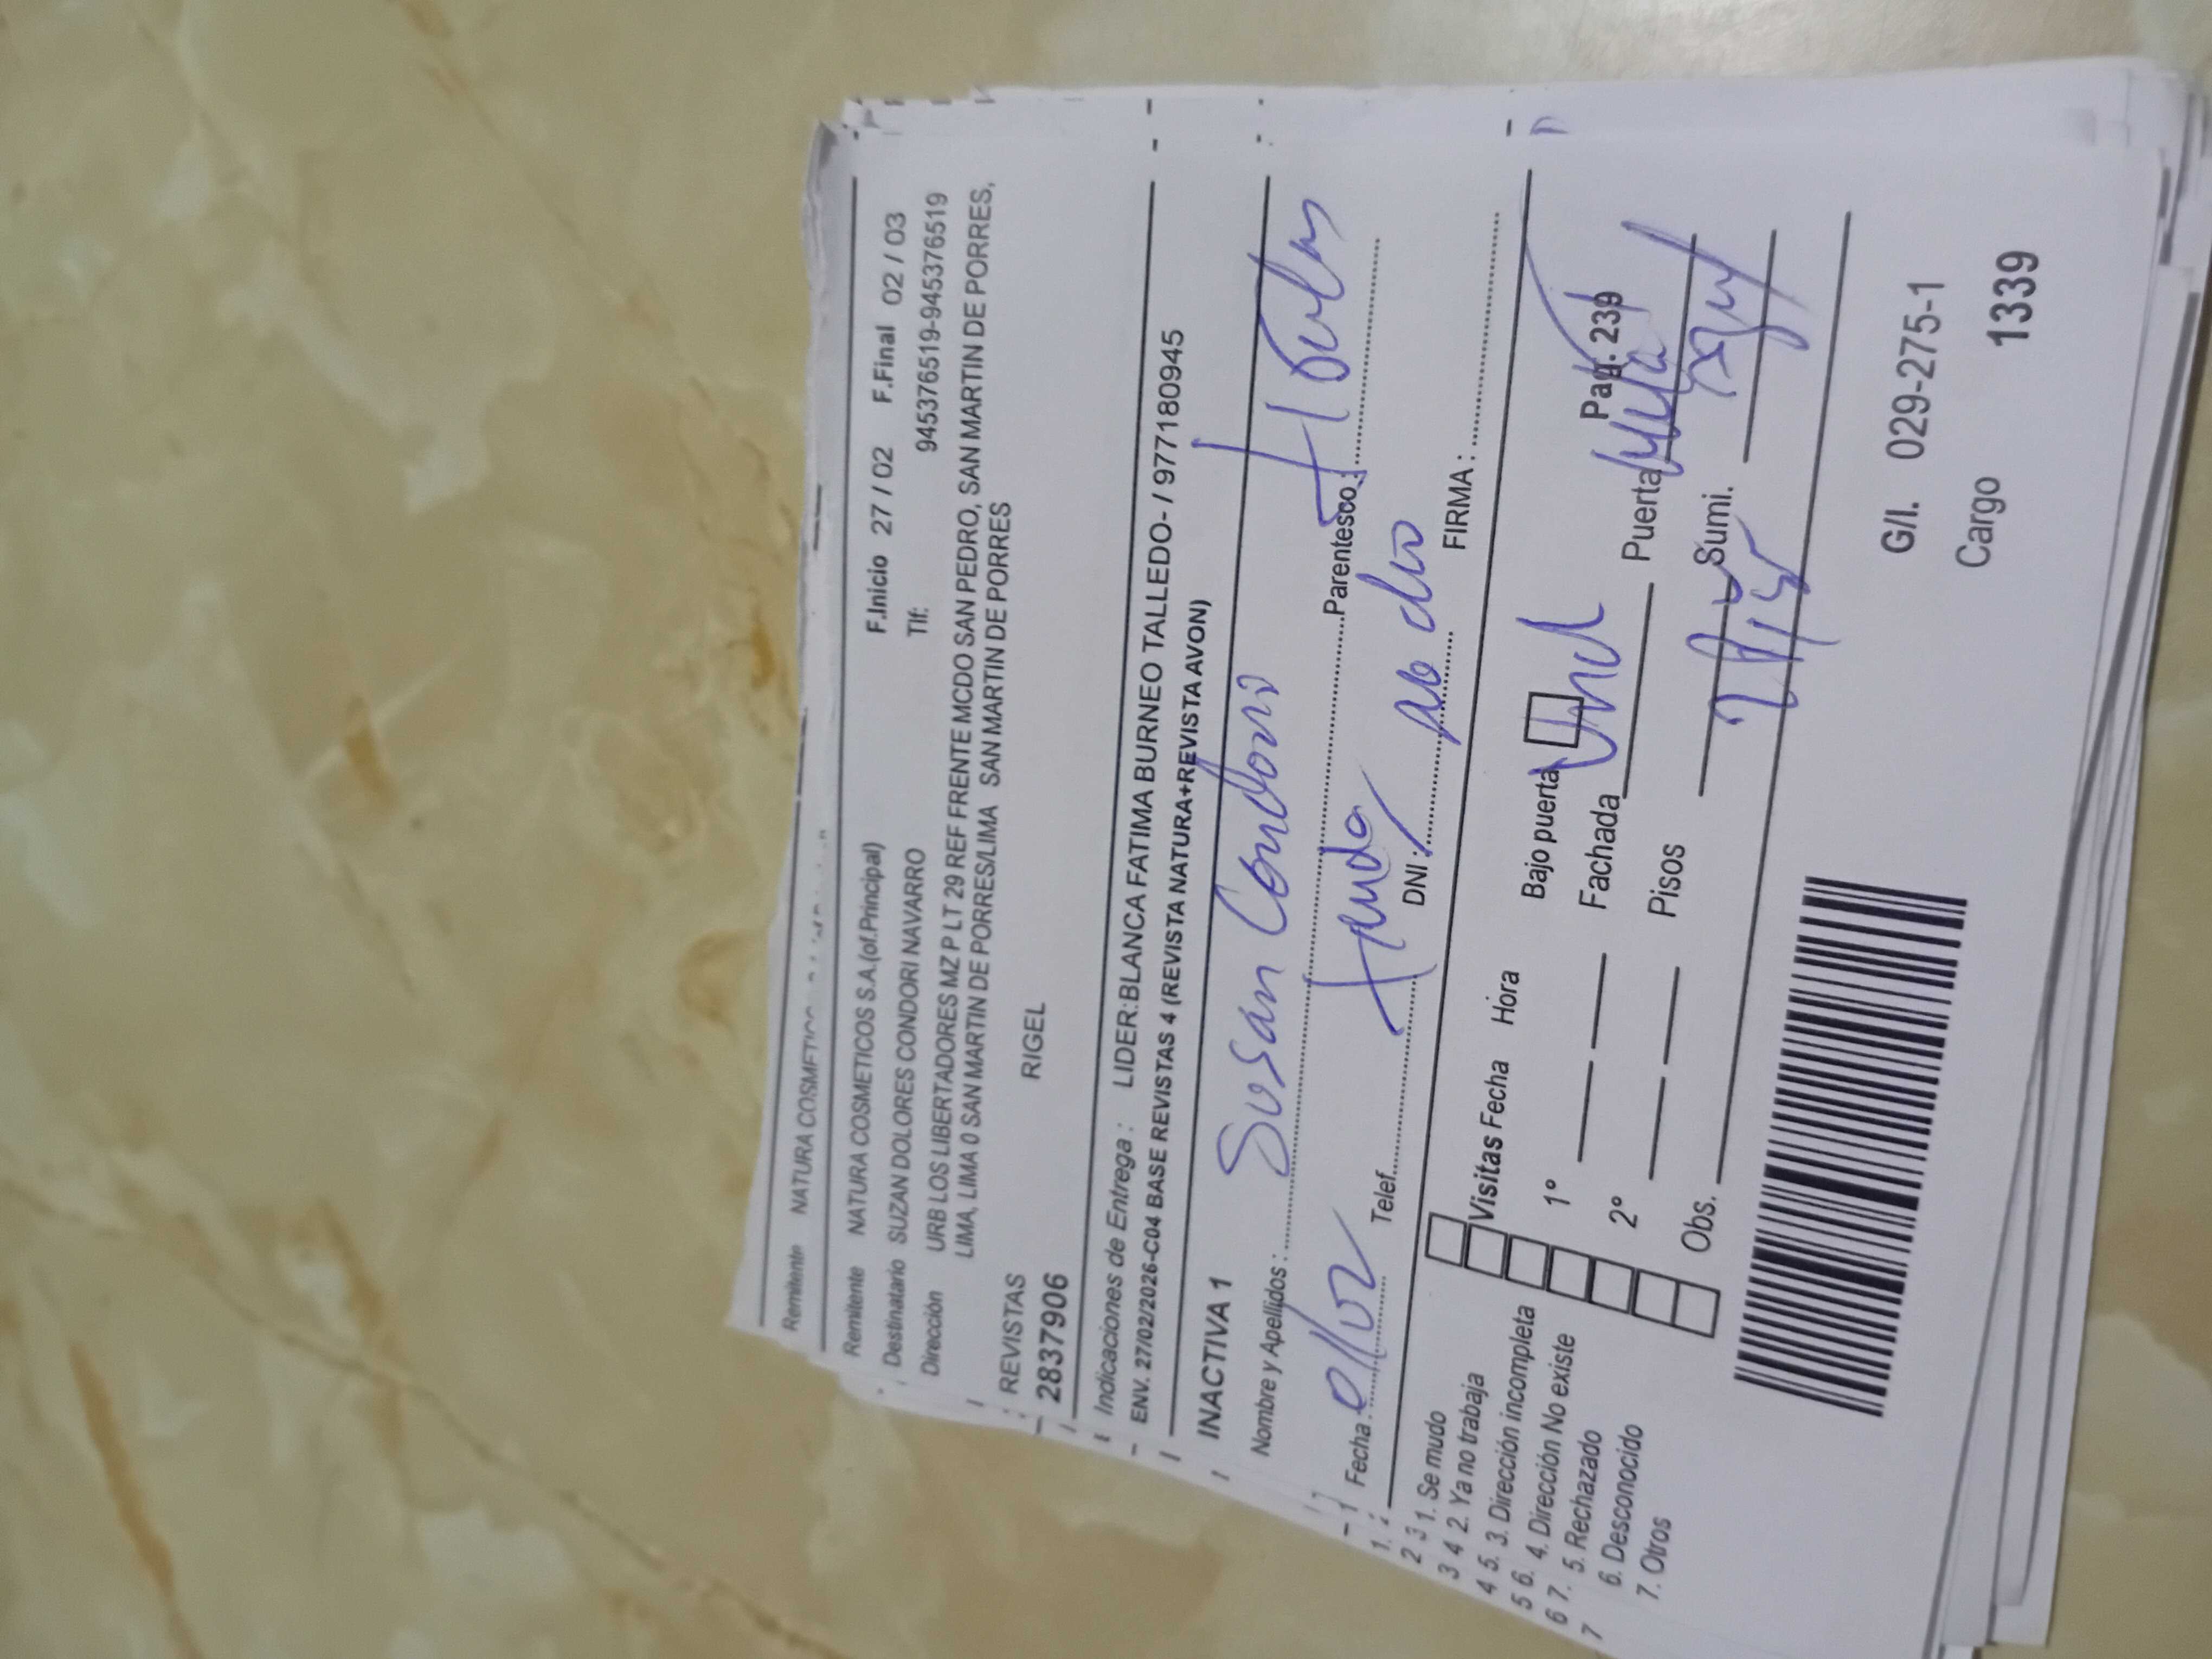 Remitente NATURA COSMETICO
Remitente NATURA COSMETICOS S.A.(of.Principal) F.Inicio 27 / 02 F.Final 02 / 03
Destinatario SUZAN DOLORES CONDORI NAVARRO Tlf: 945376519-945376519
Dirección URB LOS LIBERTADORES MZ P LT 29 REF FRENTE MCDO SAN PEDRO, SAN MARTIN DE PORRES,
LIMA, LIMA 0 SAN MARTIN DE PORRES/LIMA SAN MARTIN DE PORRES
REVISTAS RIGEL
2837906
Indicaciones de Entrega : LIDER:BLANCA FATIMA BURNEO TALLEDO- / 977180945
ENV. 27/02/2026-C04 BASE REVISTAS 4 (REVISTA NATURA+REVISTA AVON)
INACTIVA 1
Nombre y Apellidos : Susan Condori Parentesco :
Fecha : Telef. DNI : no dio FIRMA :
1. Se mudo
2. Ya no trabaja
3. Dirección incompleta
4. Dirección No existe
5. Rechazado
6. Desconocido
7. Otros
Visitas Fecha Hora Bajo puerta
1° Fachada Puerta Pag. 239
2° Pisos Sumi.
Obs.
G/I. 029-275-1
Cargo 1339